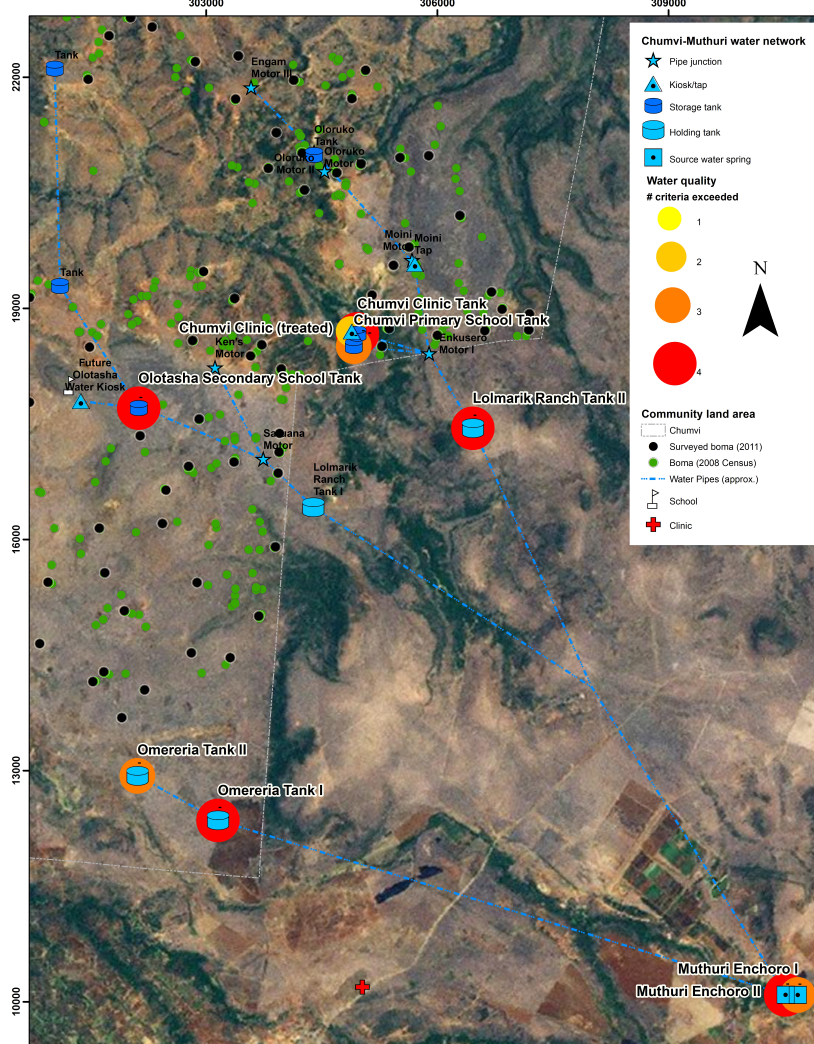 303000
306000
309000
22000
19000
16000
13000
10000
Tank
Engam
Motor III
Oloruko
Tank
Oloruko
Motor II
Oloruko
Motor
Moini
Motor
Moini
Tap
Tank
Chumvi Clinic Tank
Chumvi Primary School Tank
Chumvi Clinic (treated)
Ken's
Motor
Enkusero
Motor I
Future
Olotasha
Water Kiosk
Olotasha Secondary School Tank
Lolmarik Ranch Tank II
Motor
Lolmarik
Ranch
Tank I
Omereria Tank II
Omereria Tank I
Muthuri Enchoro I
Muthuri Enchoro II
Chumvi-Muthuri water network
Pipe junction
Kiosk/tap
Storage tank
Holding tank
Source water spring
Water quality
# criteria exceeded
1
2
3
4
N
Community land area
Chumvi
Surveyed boma (2011)
Boma (2008 Census)
Water Pipes (approx.)
School
Clinic